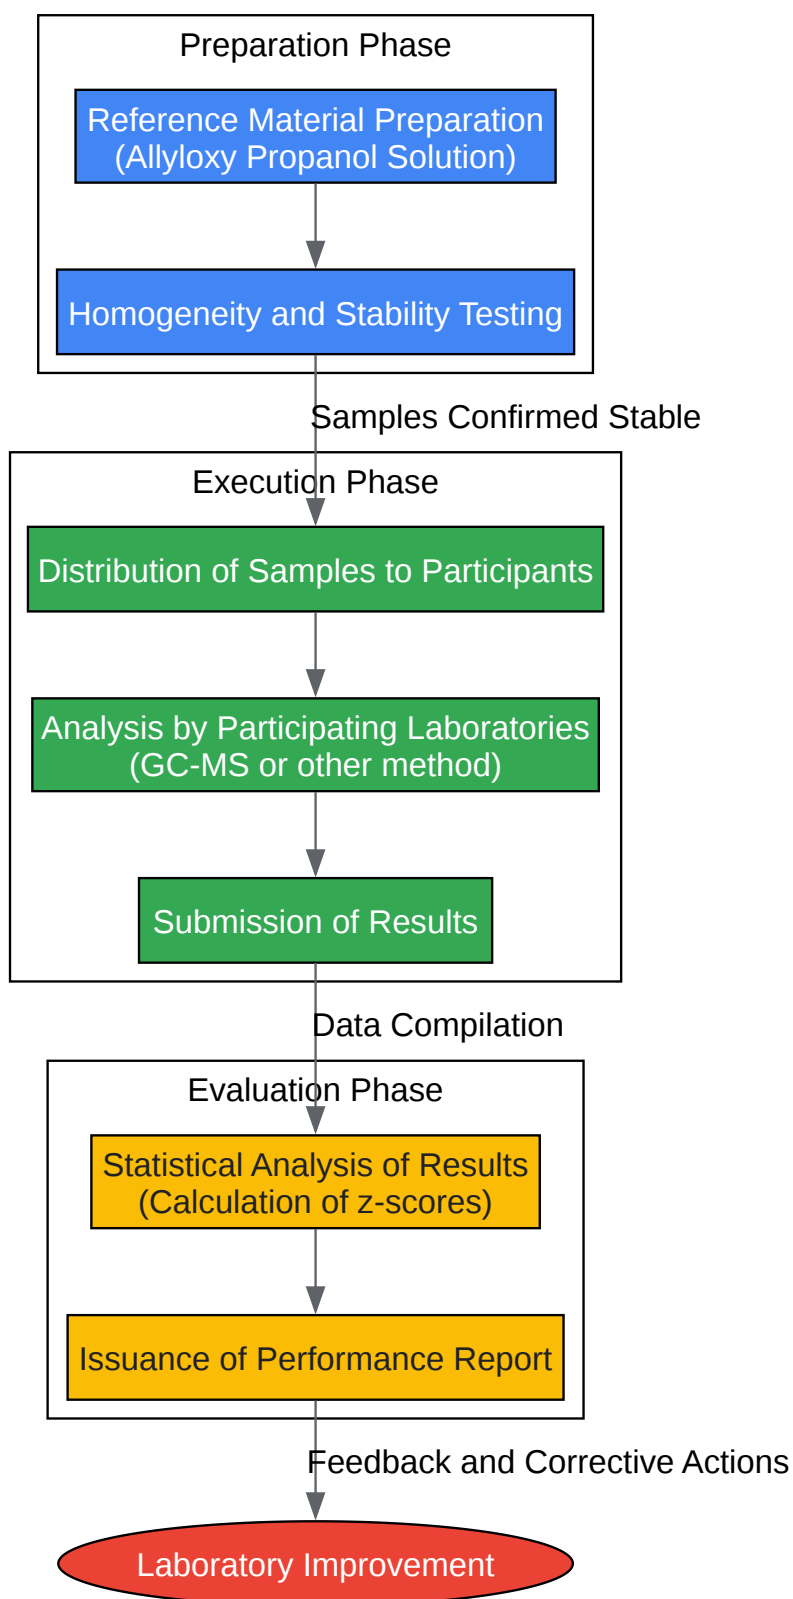 Preparation Phase
Reference Material Preparation
(Allyloxy Propanol Solution)
Homogeneity and Stability Testing
Samples Confirmed Stable
Execution Phase
Distribution of Samples to Participants
Analysis by Participating Laboratories
(GC-MS or other method)
Submission of Results
Data Compilation
Evaluation Phase
Statistical Analysis of Results
(Calculation of z-scores)
Issuance of Performance Report
Feedback and Corrective Actions
Laboratory Improvement